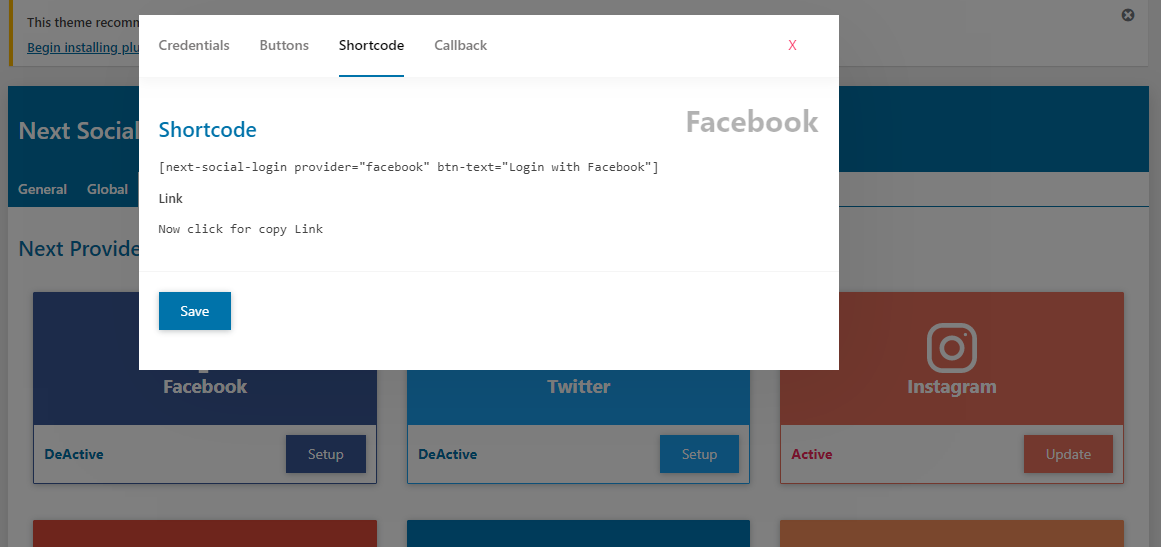 This theme recomm
Begin installing plu
Credentials Buttons Shortcode Callback X
Next Social
Shortcode
Facebook
[next-social-login provider="facebook" btn-text="Login with Facebook"]
General Global
Link
Now click for copy Link
Next Provide
Save
Facebook Twitter Instagram
DeActive Setup DeActive Setup Active Update